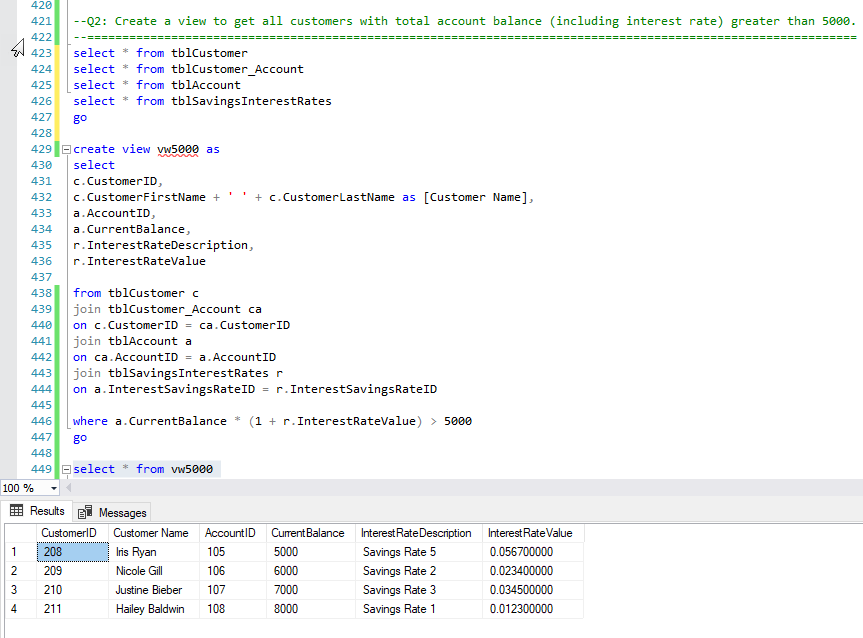 420
421 --Q2: Create a view to get all customers with total account balance (including interest rate) greater than 5000.
422 --==============================================================================================================
423 select * from tblCustomer
424 select * from tblCustomer_Account
425 select * from tblAccount
426 select * from tblSavingsInterestRates
427 go
428
429 create view vw5000 as
430 select
431 c.CustomerID,
432 c.CustomerFirstName + ' ' + c.CustomerLastName as [Customer Name],
433 a.AccountID,
434 a.CurrentBalance,
435 r.InterestRateDescription,
436 r.InterestRateValue
437
438 from tblCustomer c
439 join tblCustomer_Account ca
440 on c.CustomerID = ca.CustomerID
441 join tblAccount a
442 on ca.AccountID = a.AccountID
443 join tblSavingsInterestRates r
444 on a.InterestSavingsRateID = r.InterestSavingsRateID
445
446 where a.CurrentBalance * (1 + r.InterestRateValue) > 5000
447 go
448
449 select * from vw5000
100 %
Results Messages
CustomerID Customer Name AccountID CurrentBalance InterestRateDescription InterestRateValue
1 208 Iris Ryan 105 5000 Savings Rate 5 0.056700000
2 209 Nicole Gill 106 6000 Savings Rate 2 0.023400000
3 210 Justine Bieber 107 7000 Savings Rate 3 0.034500000
4 211 Hailey Baldwin 108 8000 Savings Rate 1 0.012300000